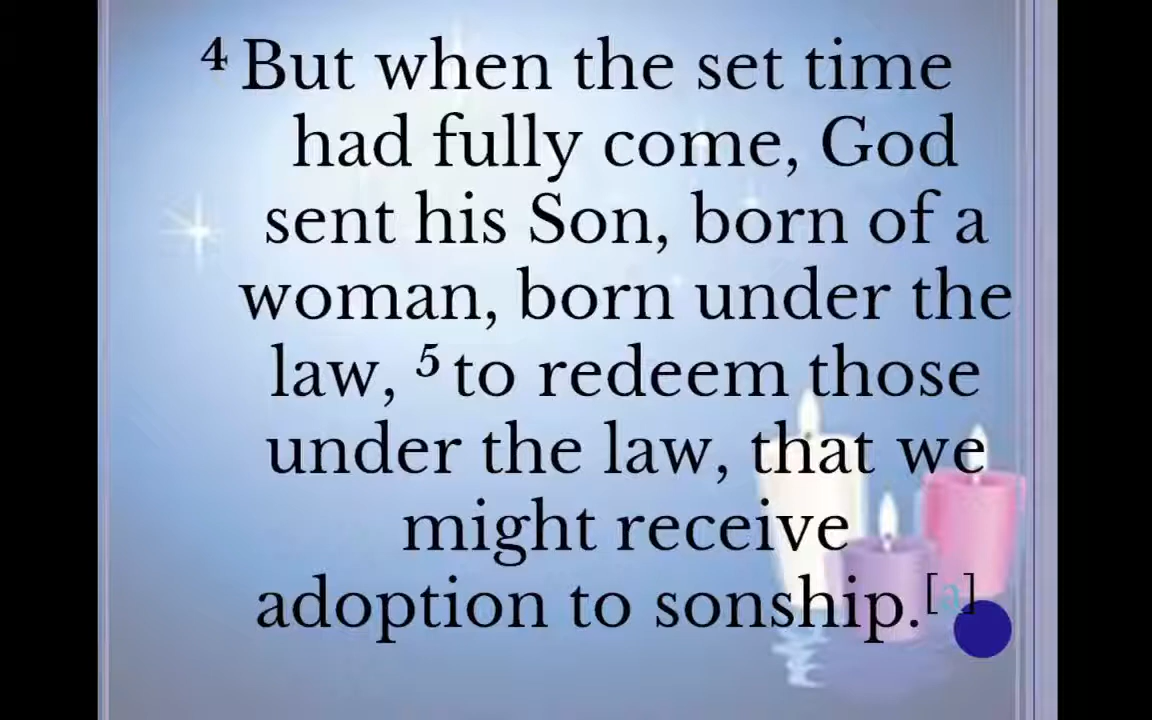 ⁴ But when the set time
had fully come, God
sent his Son, born of a
woman, born under the
law, ⁵ to redeem those
under the law, that we
might receive
adoption to sonship.[a]